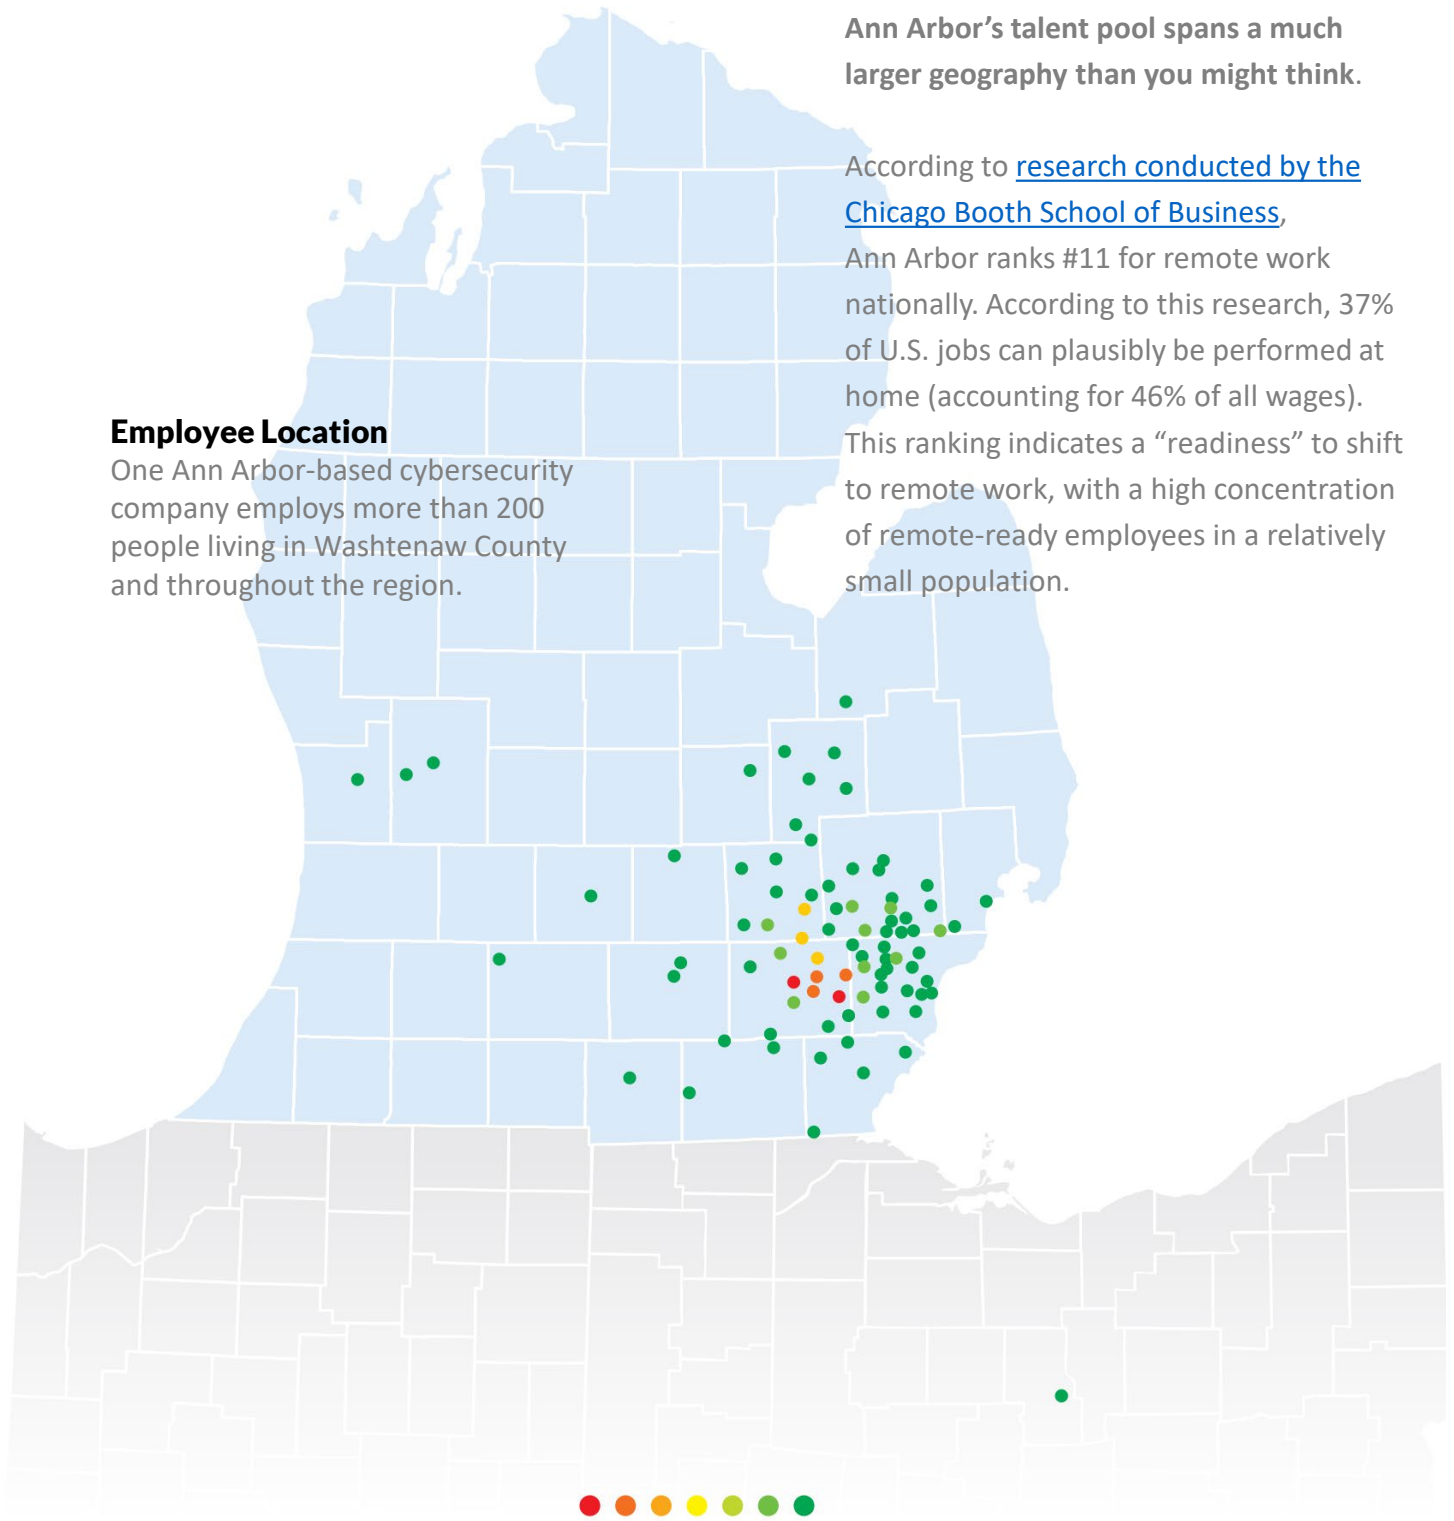 Ann Arbor’s talent pool spans a much
larger geography than you might think.
According to research conducted by the
Chicago Booth School of Business,
Ann Arbor ranks #11 for remote work
nationally. According to this research, 37%
of U.S. jobs can plausibly be performed at
home (accounting for 46% of all wages).
This ranking indicates a “readiness” to shift
to remote work, with a high concentration
of remote-ready employees in a relatively
small population.
Employee Location
One Ann Arbor-based cybersecurity
company employs more than 200
people living in Washtenaw County
and throughout the region.